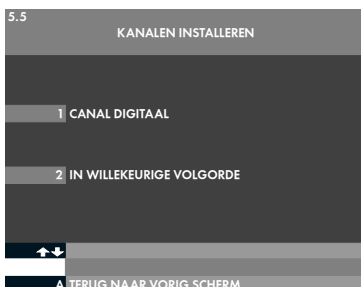 5.5
KANALEN INSTALLEREN
1 CANAL DIGITAAL
2 IN WILLEKEURIGE VOLGORDE
A TERUG NAAR VORIG SCHERM